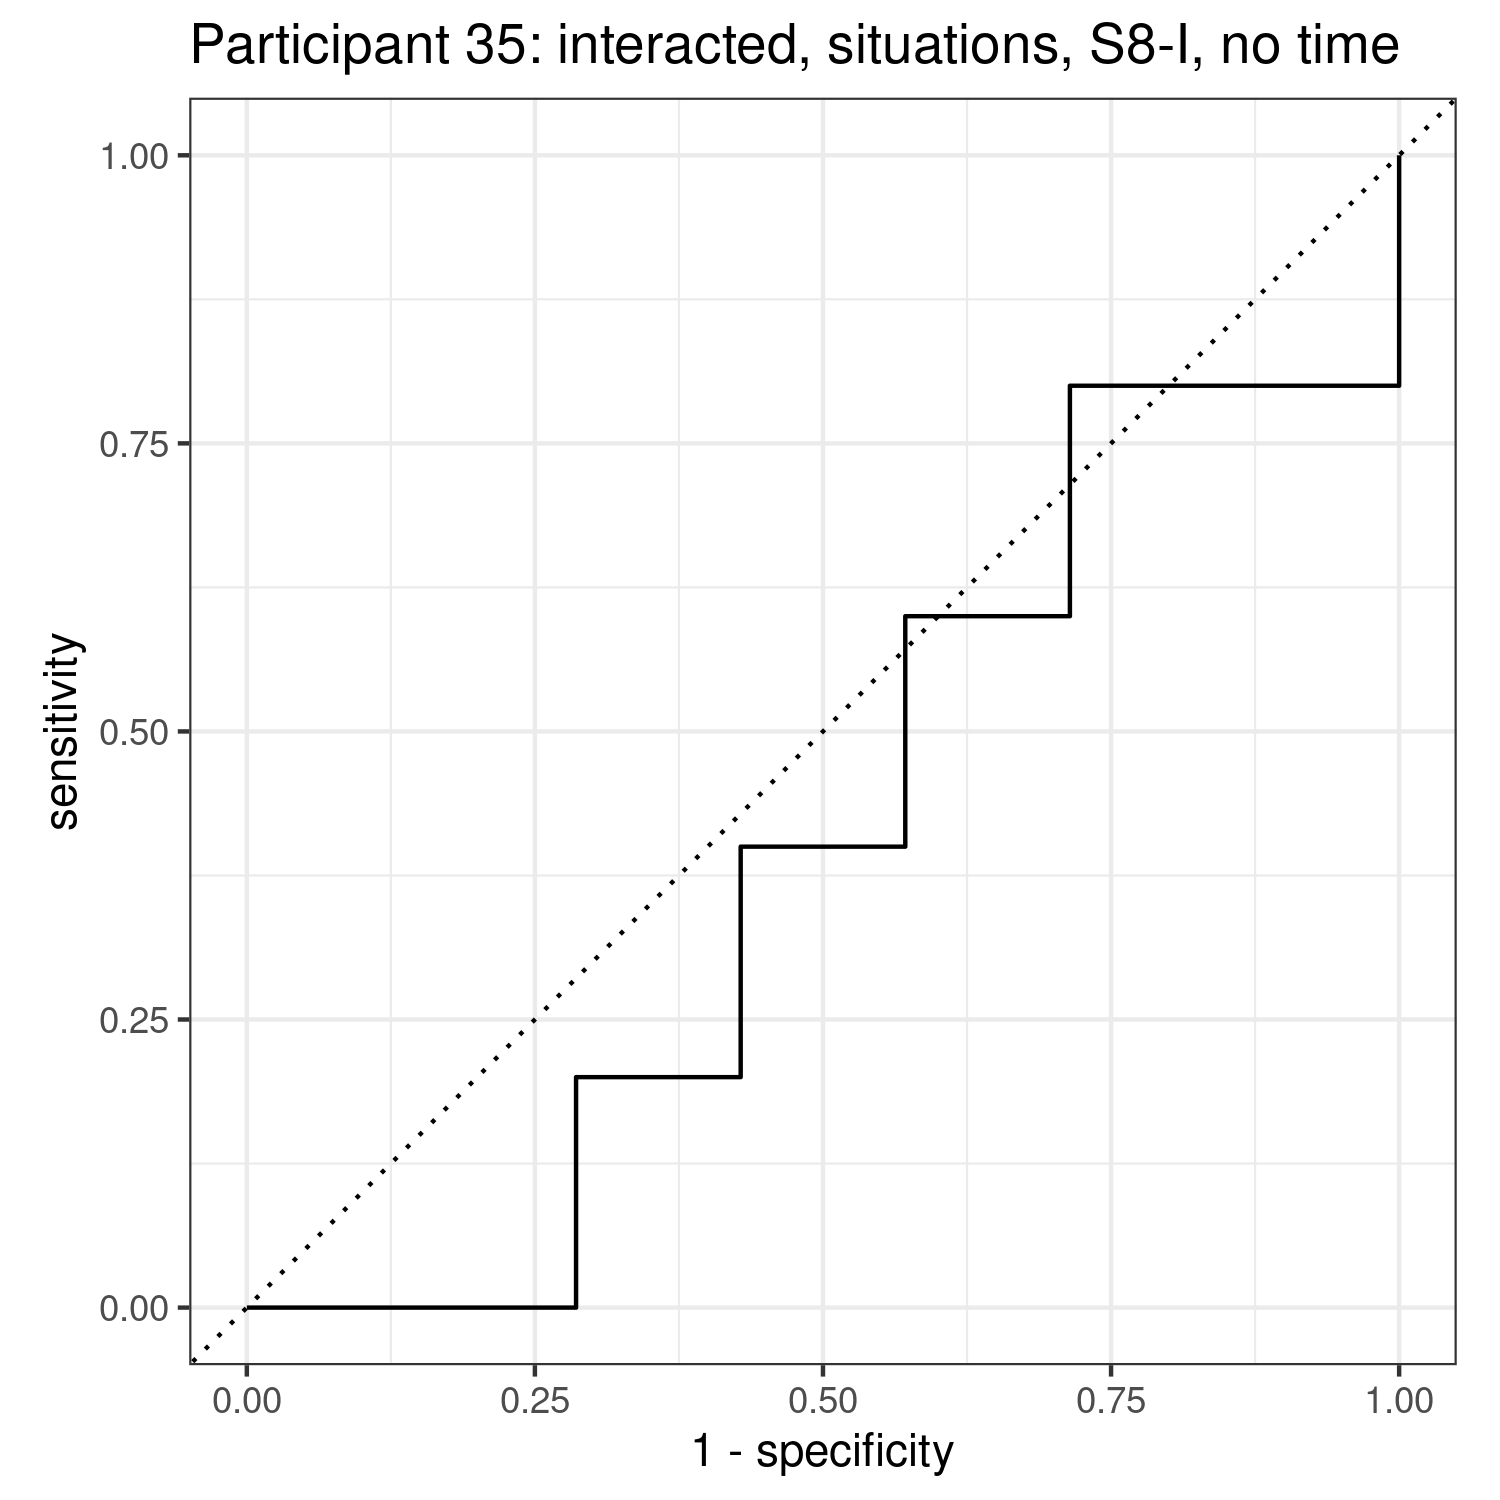 Participant 35: interacted, situations, S8-I, no time
1.00
0.75
0.50
0.25
0.00
sensitivity
0.00 0.25 0.50 0.75 1.00
1 - specificity